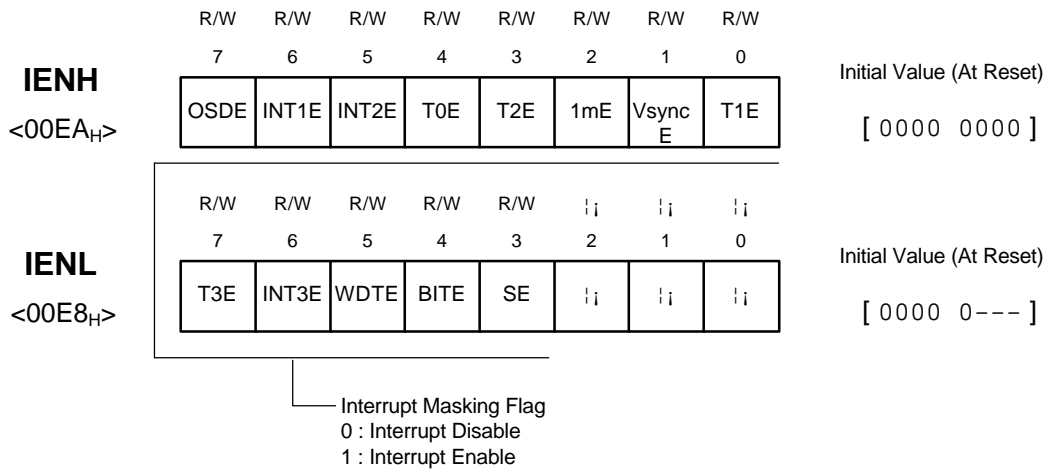 R/W R/W R/W R/W R/W R/W R/W R/W
7 6 5 4 3 2 1 0
Initial Value (At Reset)
IENH
OSDE INT1E INT2E T0E T2E 1mE Vsync E T1E
<00EAH>
[ 0000 0000 ]
R/W R/W R/W R/W R/W ¦¡ ¦¡ ¦¡
7 6 5 4 3 2 1 0
Initial Value (At Reset)
IENL
T3E INT3E WDTE BITE SE ¦¡ ¦¡ ¦¡
<00E8H>
[ 0000 0--- ]
Interrupt Masking Flag
0 : Interrupt Disable
1 : Interrupt Enable